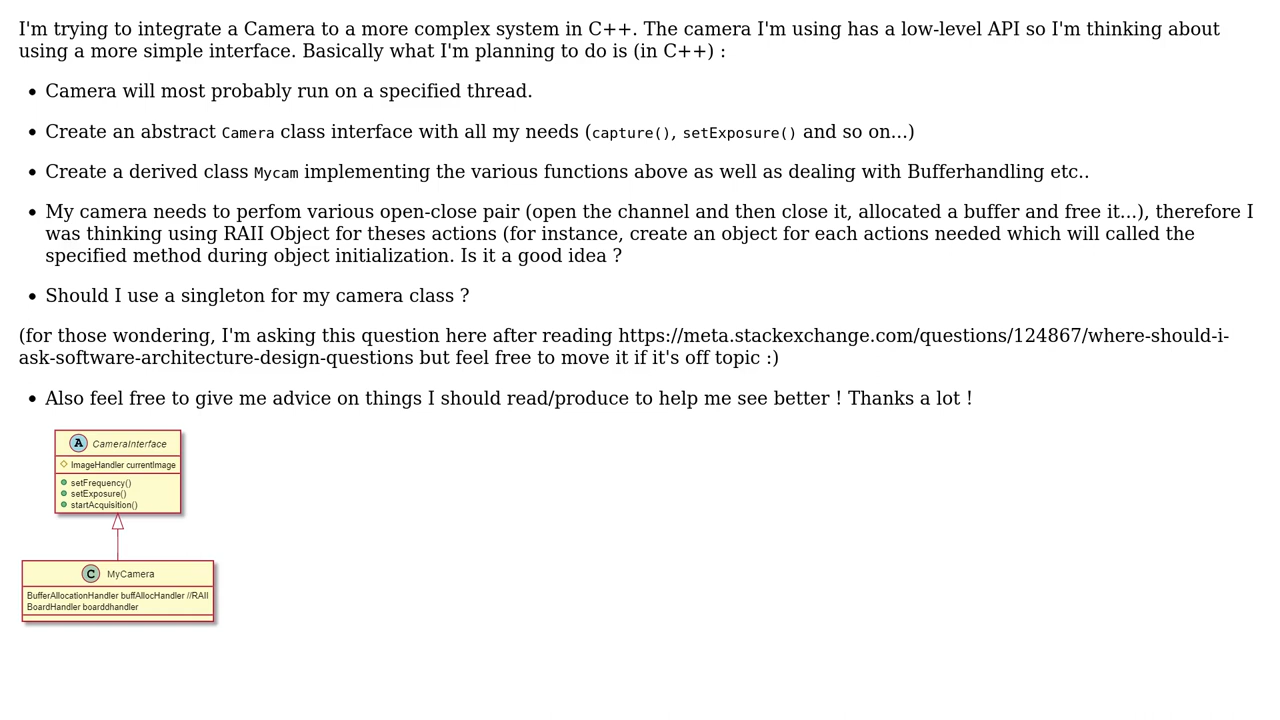 I'm trying to integrate a Camera to a more complex system in C++. The camera I'm using has a low-level API so I'm thinking about
using a more simple interface. Basically what I'm planning to do is (in C++) :
• Camera will most probably run on a specified thread.
• Create an abstract Camera class interface with all my needs (capture(), setExposure() and so on...)
• Create a derived class Mycam implementing the various functions above as well as dealing with Bufferhandling etc..
• My camera needs to perfom various open-close pair (open the channel and then close it, allocated a buffer and free it...), therefore I
was thinking using RAII Object for theses actions (for instance, create an object for each actions needed which will called the
specified method during object initialization. Is it a good idea ?
• Should I use a singleton for my camera class ?
(for those wondering, I'm asking this question here after reading https://meta.stackexchange.com/questions/124867/where-should-i-
ask-software-architecture-design-questions but feel free to move it if it's off topic :)
• Also feel free to give me advice on things I should read/produce to help me see better ! Thanks a lot !
A CameraInterface
ImageHandler currentImage
setFrequency()
setExposure()
startAcquisition()
C MyCamera
BufferAllocationHandler buffAllocHandler //RAII
BoardHandler boarddhandler